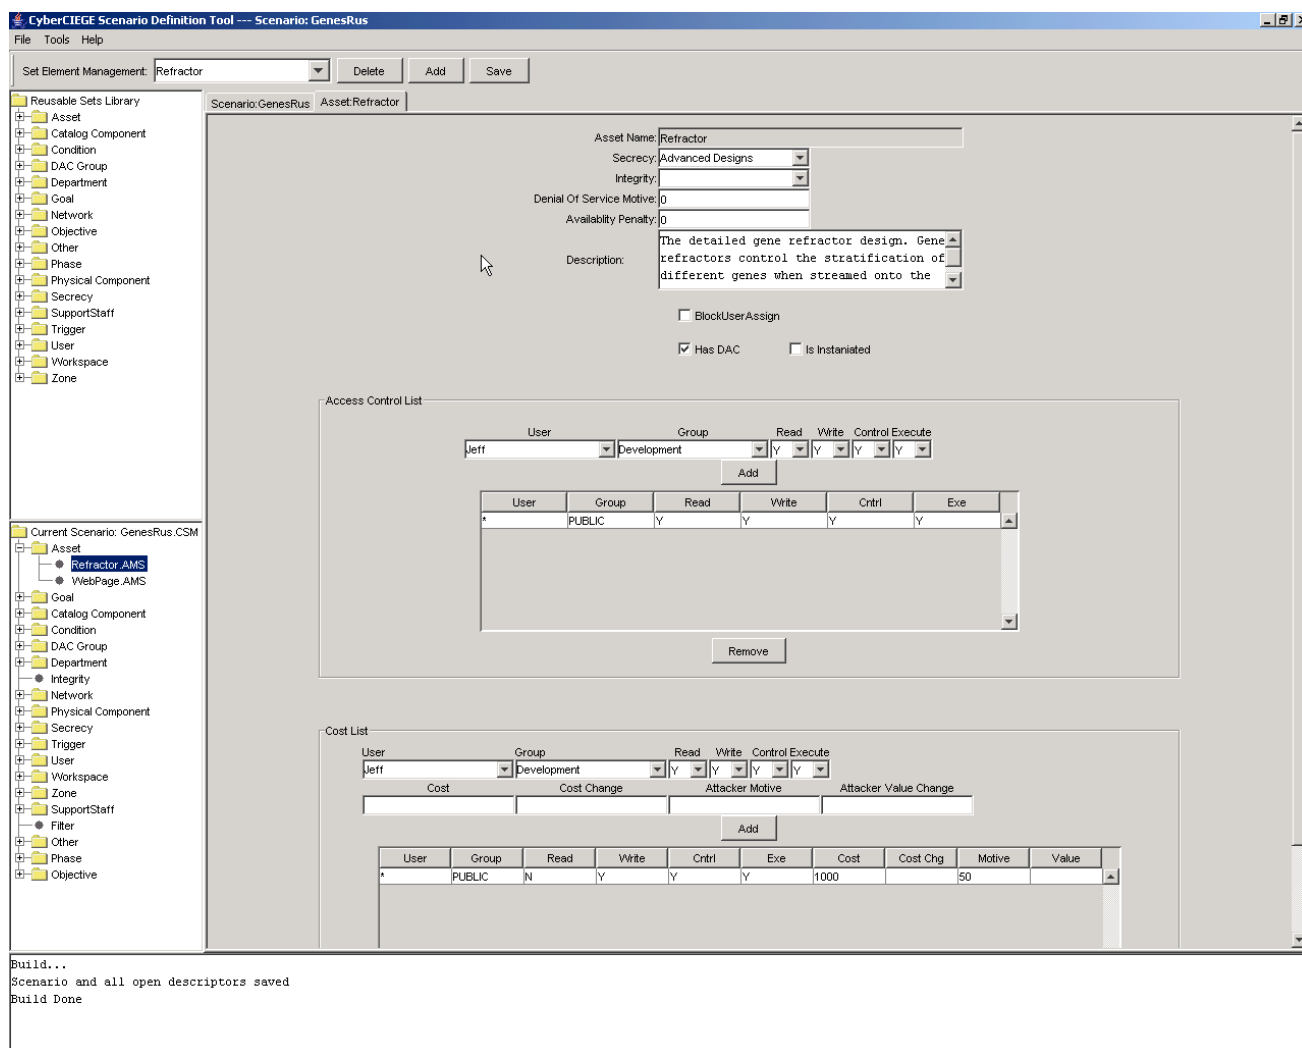 CyberCIEGE Scenario Definition Tool --- Scenario: GenesRus
File Tools Help
Set Element Management: Refractor Delete Add Save
Reusable Sets Library
Asset
Catalog Component
Condition
DAC Group
Department
Goal
Network
Objective
Other
Phase
Physical Component
Secrecy
SupportStaff
Trigger
User
Workspace
Zone
Current Scenario: GenesRus.CSM
Asset
Refractor.AMS
WebPage.AMS
Goal
Catalog Component
Condition
DAC Group
Department
Integrity
Network
Physical Component
Secrecy
Trigger
User
Workspace
Zone
SupportStaff
Filter
Other
Phase
Objective
Scenario:GenesRus Asset:Refractor
Asset Name: Refractor
Secrecy: Advanced Designs
Integrity:
Denial Of Service Motive: 0
Availablity Penalty: 0
Description:
The detailed gene refractor design. Gene
refractors control the stratification of
different genes when streamed onto the
BlockUserAssign
Has DAC Is Instaniated
Access Control List
User Group Read Write Control Execute
Jeff Development Y Y Y Y
Add
User Group Read Write Cntrl Exe
* PUBLIC Y Y Y Y
Remove
Cost List
User Group Read Write Control Execute
Jeff Development Y Y Y Y
Cost Cost Change Attacker Motive Attacker Value Change
Add
User Group Read Write Cntrl Exe Cost Cost Chg Motive Value
* PUBLIC N Y Y Y 1000 50
Build...
Scenario and all open descriptors saved
Build Done